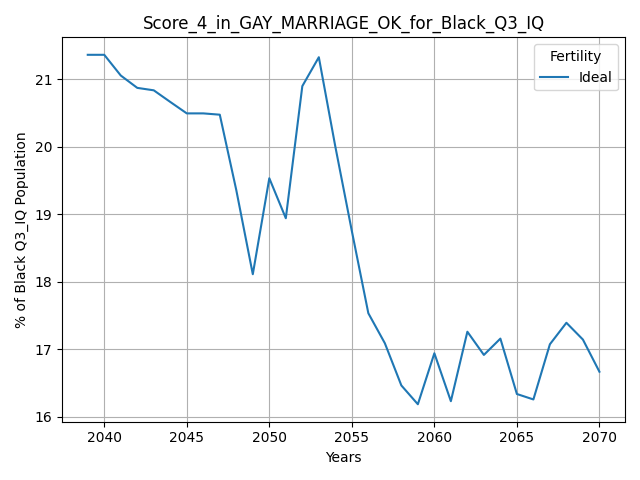 Score_4_in_GAY_MARRIAGE_OK_for_Black_Q3_IQ
Fertility
Ideal
% of Black Q3_IQ Population
21
20
19
18
17
16
2040
2045
2050
2055
2060
2065
2070
Years